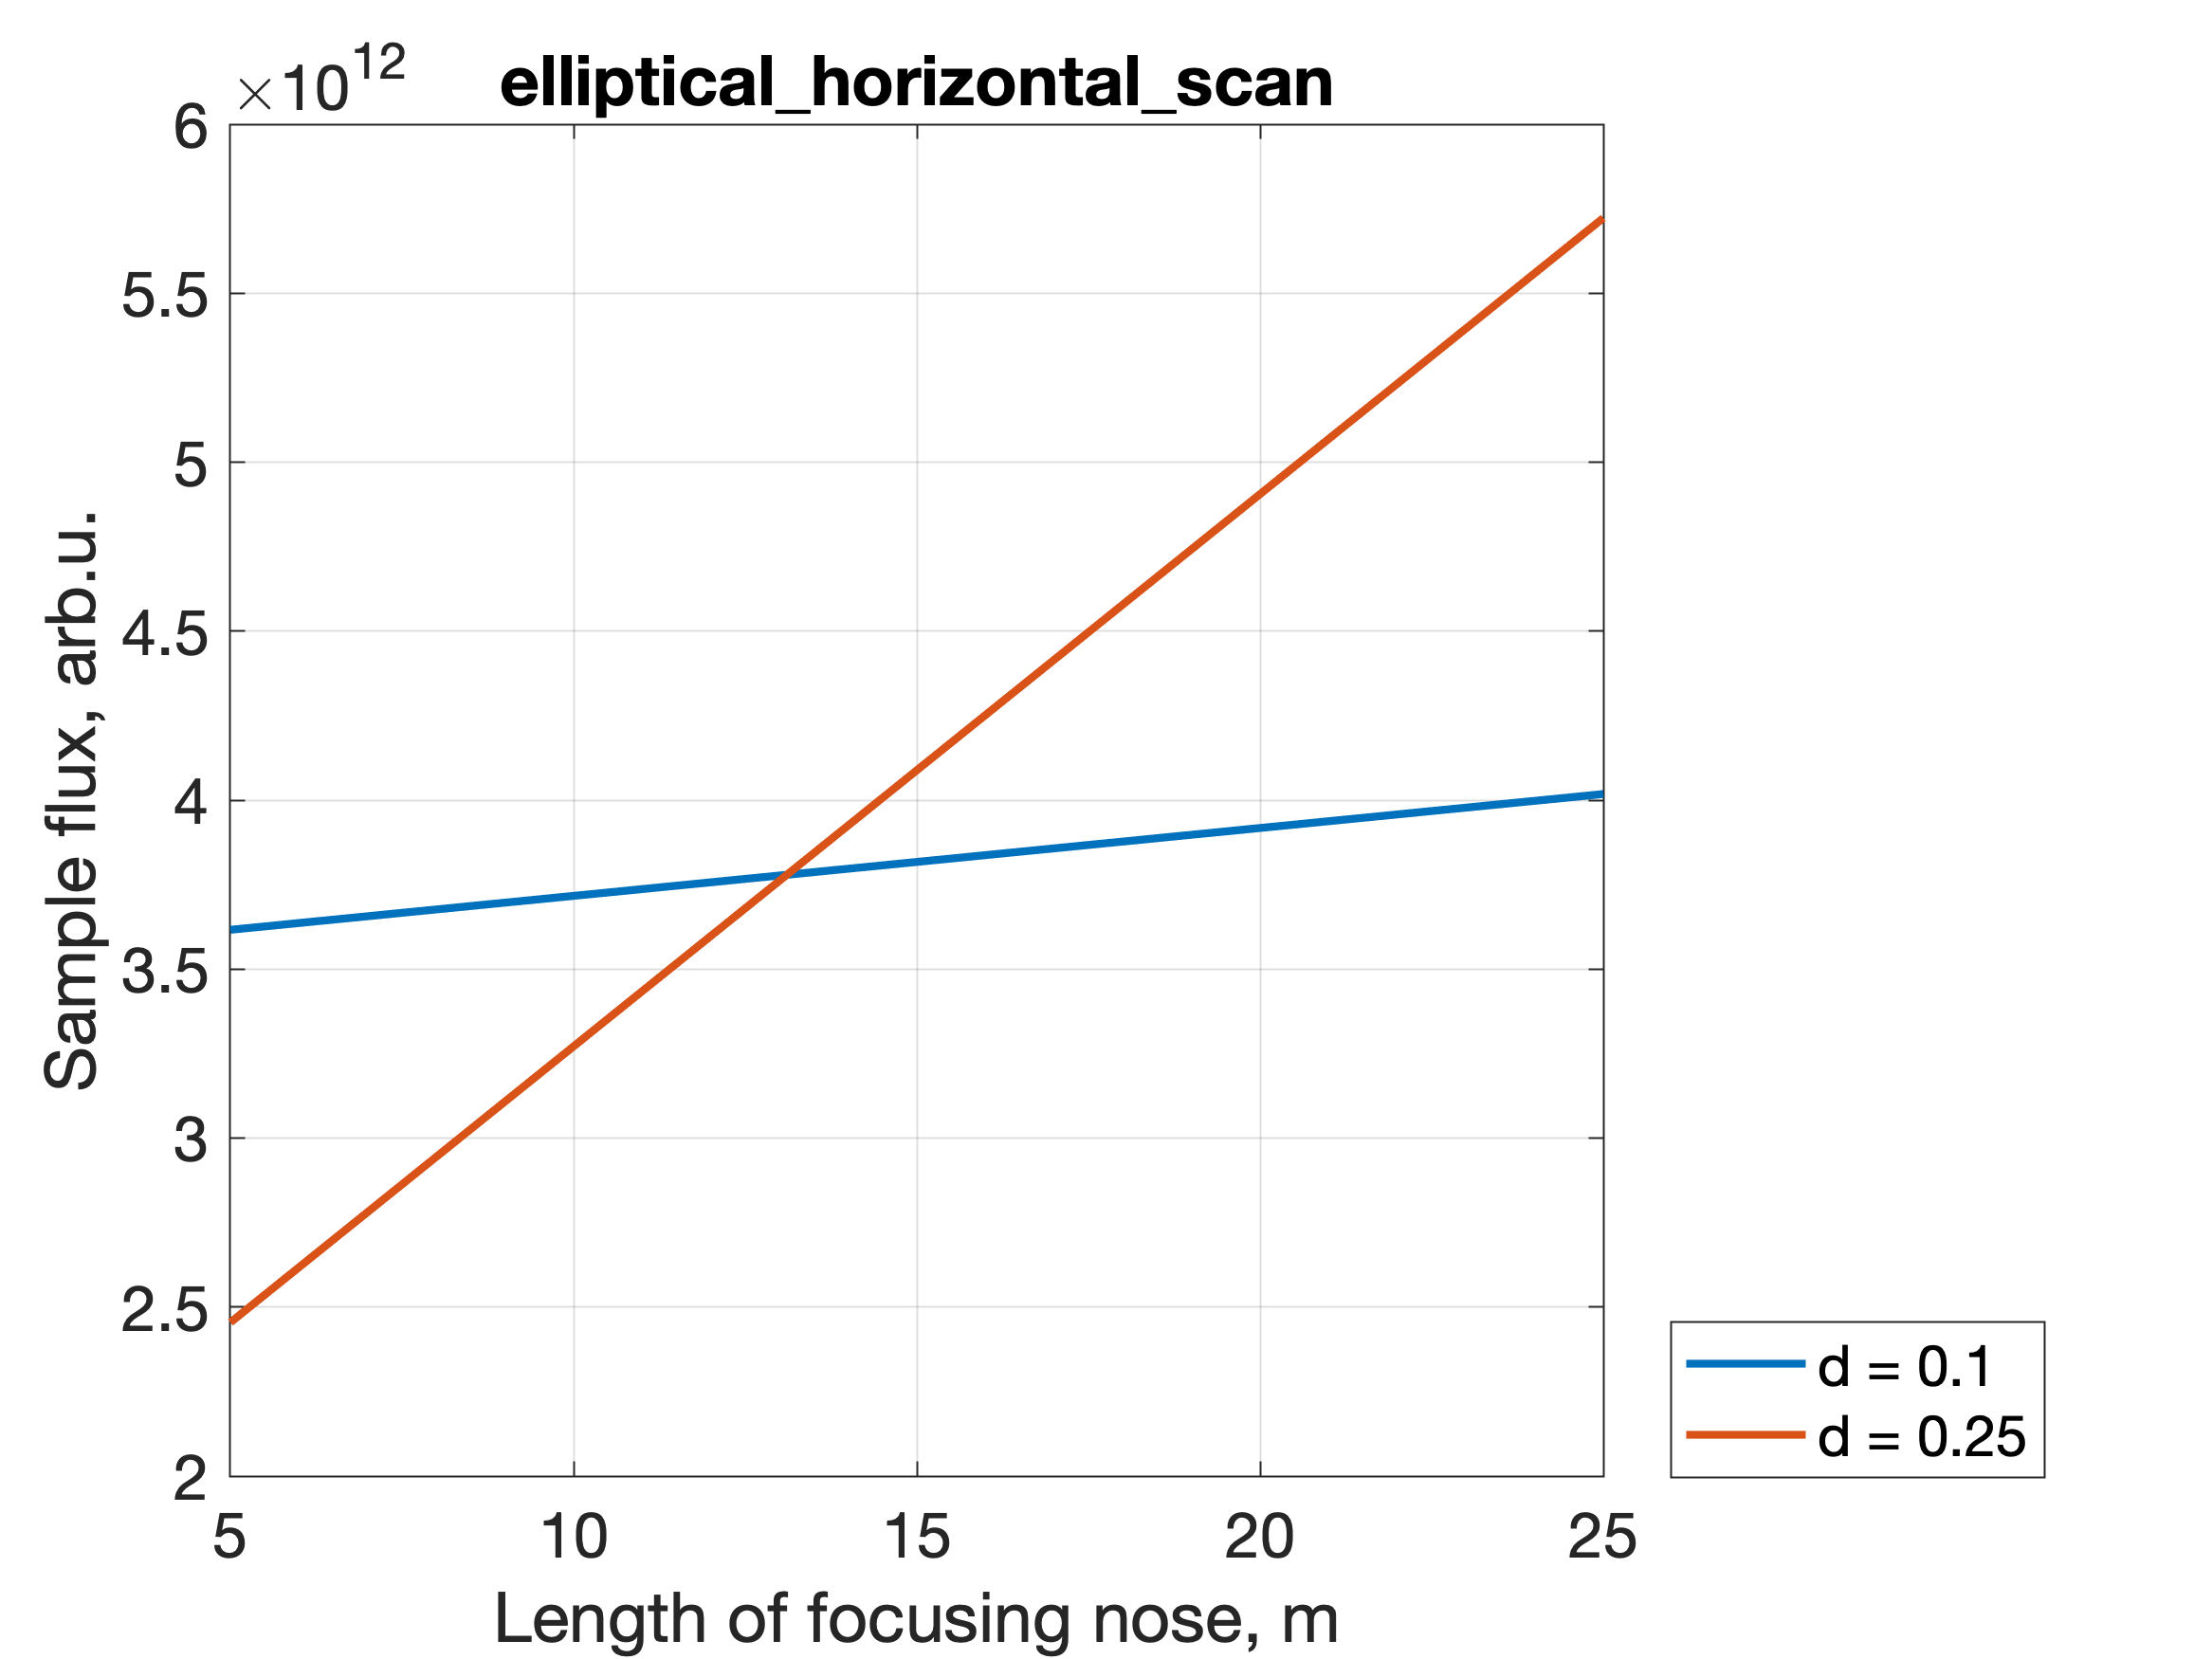 ×10^12
elliptical_horizontal_scan
6
5.5
5
4.5
4
3.5
3
2.5
2
Sample flux, arb.u.
5 10 15 20 25
Length of focusing nose, m
d = 0.1
d = 0.25